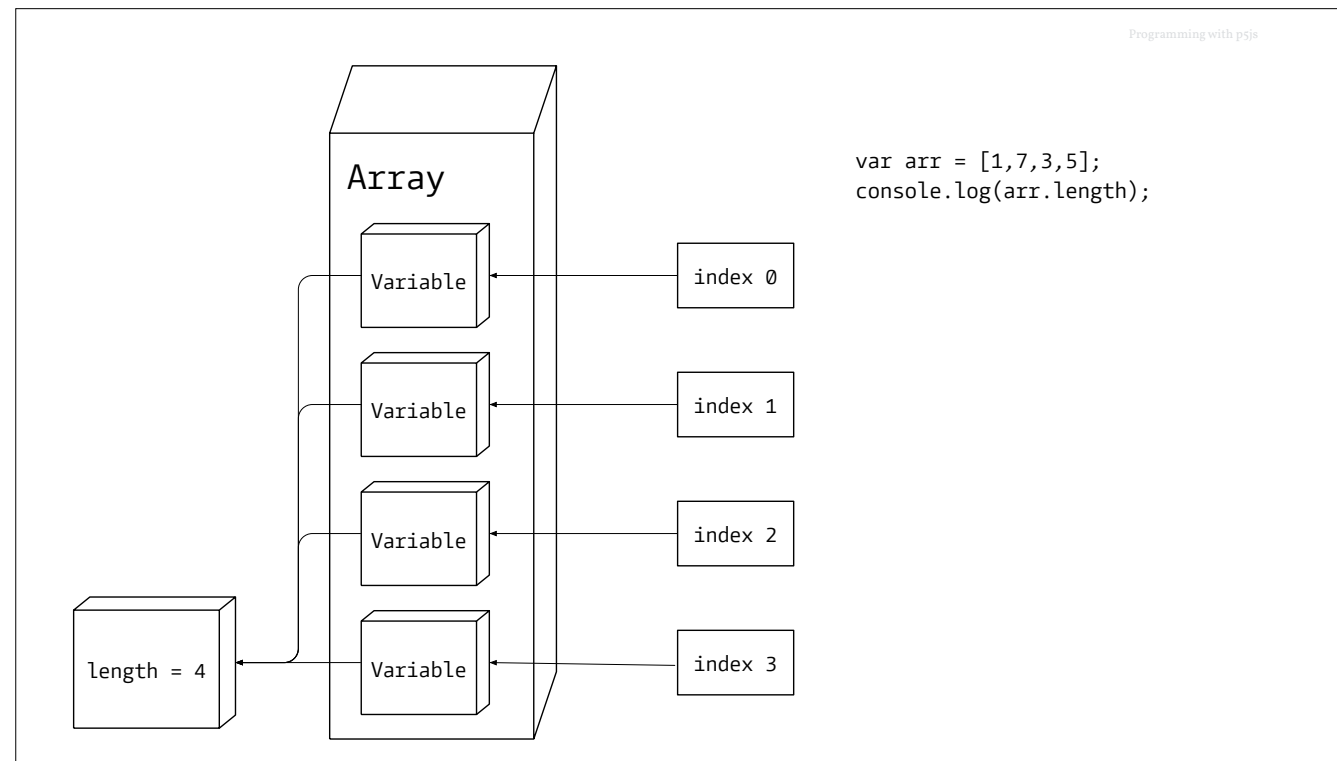 Programming with p5js
var arr = [1,7,3,5];
console.log(arr.length);
Array
Variable
index 0
Variable
index 1
Variable
index 2
Variable
index 3
length = 4